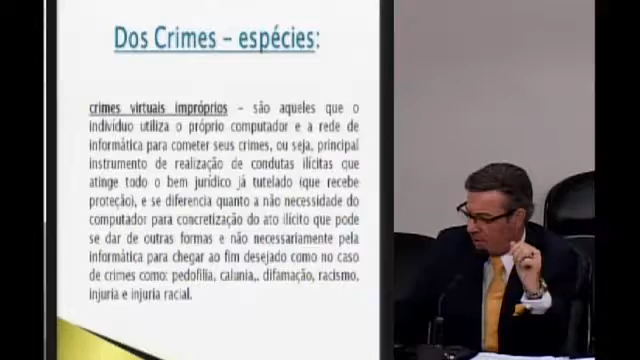 Dos Crimes – espécies:
crimes virtuais impróprios – são aqueles que o
indivíduo utiliza o próprio computador e a rede de
informática para cometer seus crimes, ou seja, principal
instrumento de realização de condutas ilícitas que
atinge todo o bem jurídico já tutelado (que recebe
proteção), e se diferencia quanto a não necessidade do
computador para concretização do ato ilícito que pode
se dar de outras formas e não necessariamente pela
informática para chegar ao fim desejado como no caso
de crimes como: pedofilia, calunia,, difamação, racismo,
injuria e injuria racial.